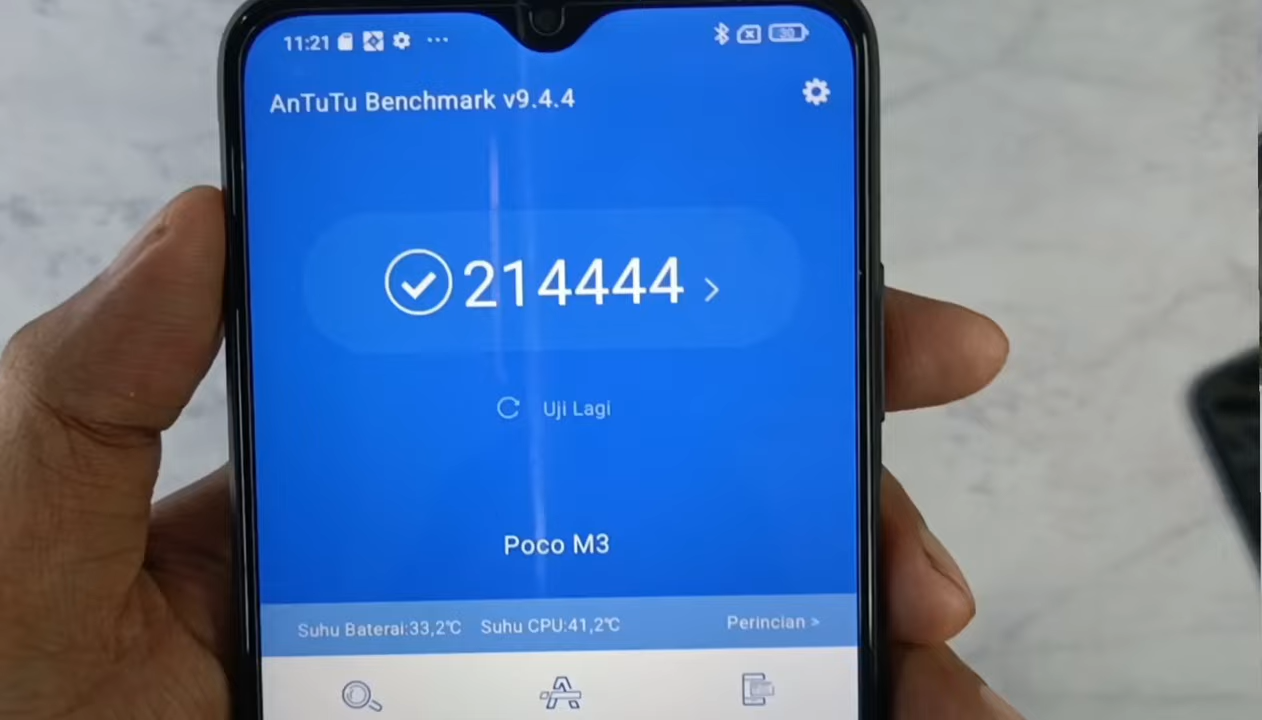 11:21 30
AnTuTu Benchmark v9.4.4
214444
Uji Lagi
Poco M3
Suhu Baterai:33,2℃ Suhu CPU:41,2℃ Perincian >